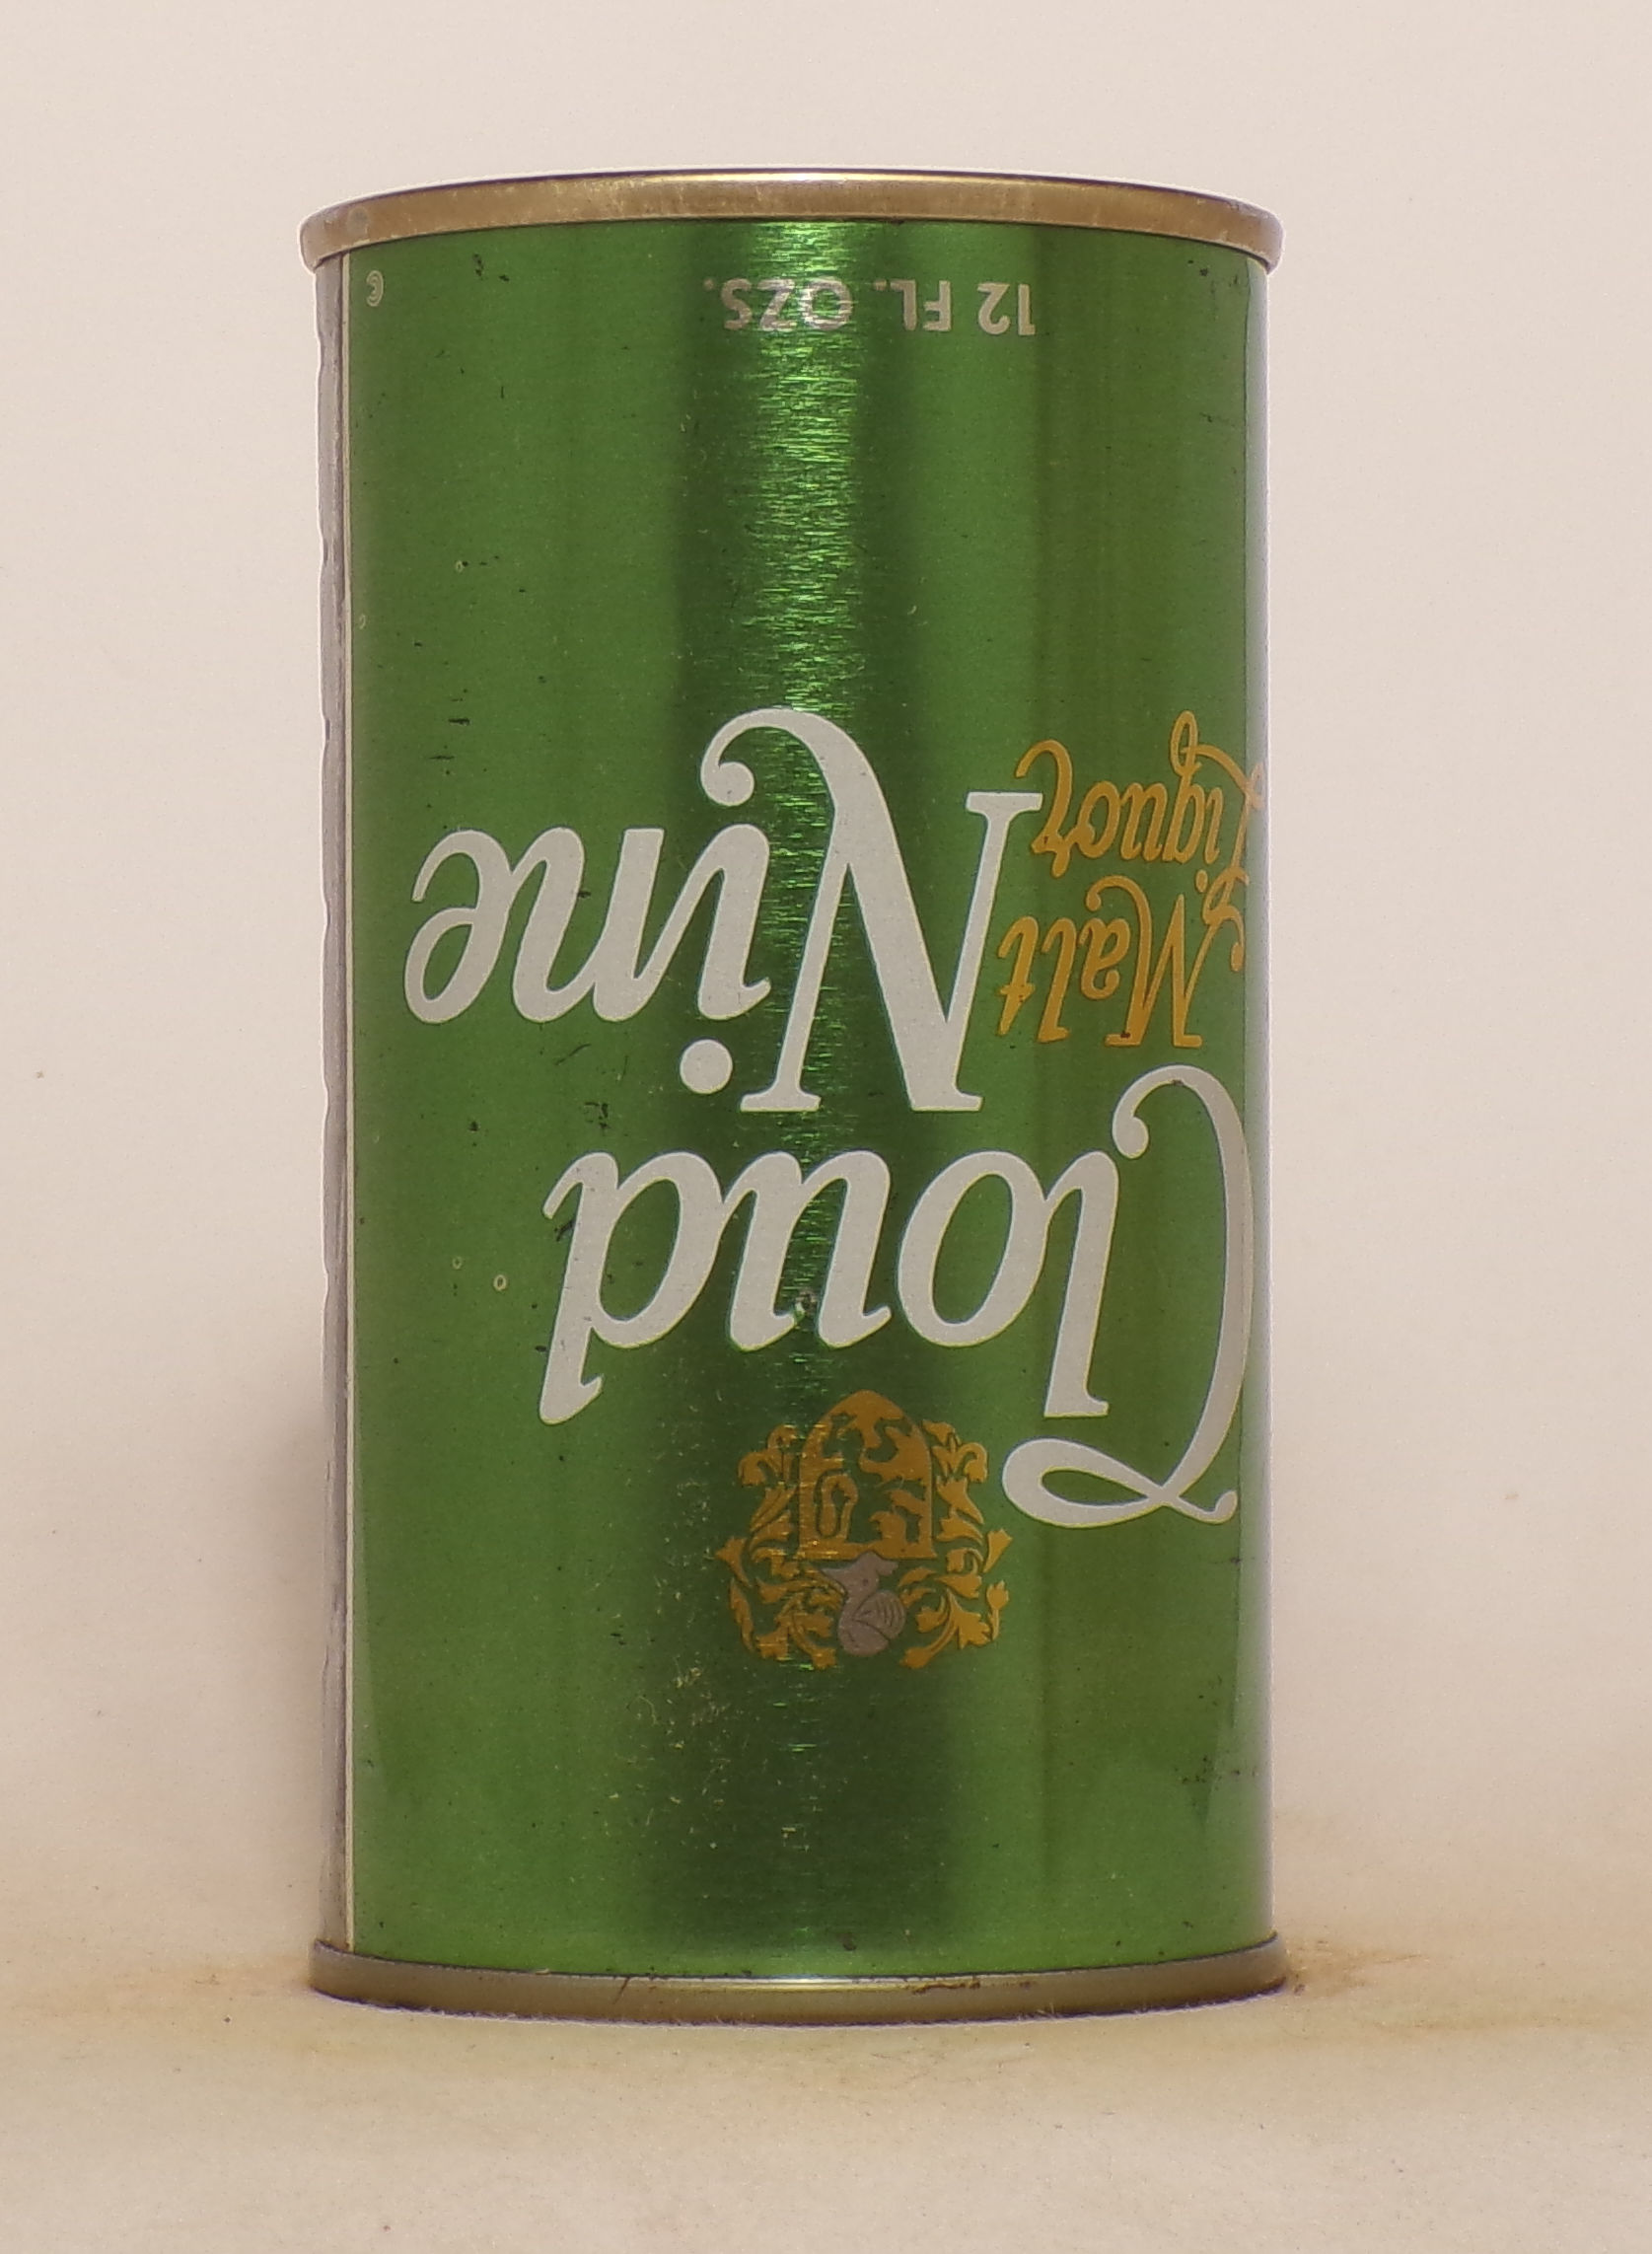 Cloud
Nine
Malt
Liquor
12 FL. OZS.